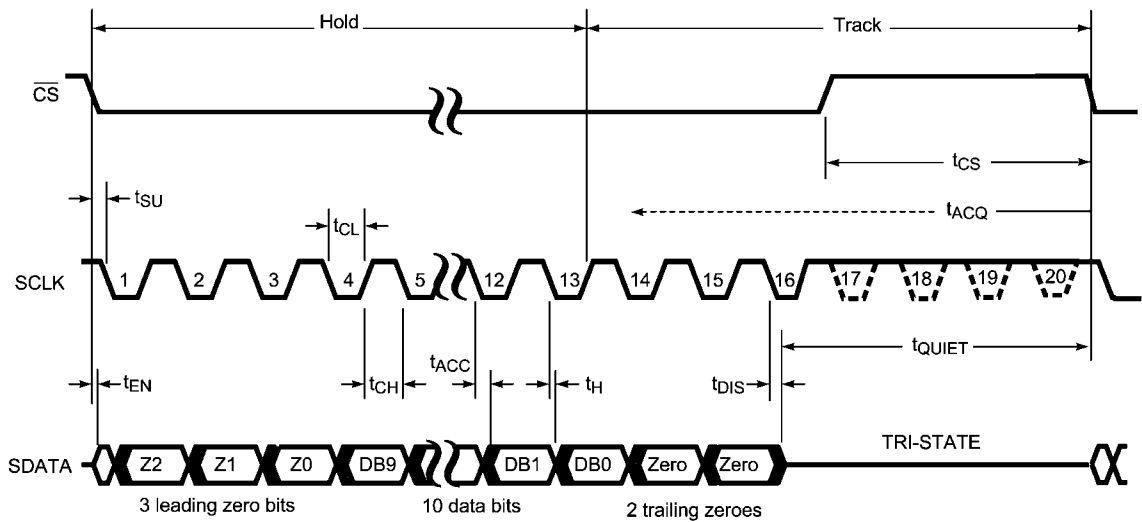 Hold Track
CS
tCS
tSU
tACQ
tCL
SCLK 1 2 3 4 5 12 13 14 15 16 17 18 19 20
tQUIET
tACC
tEN tCH tH tDIS
TRI-STATE
SDATA Z2 Z1 Z0 DB9 DB1 DB0 Zero Zero
3 leading zero bits 10 data bits 2 trailing zeroes